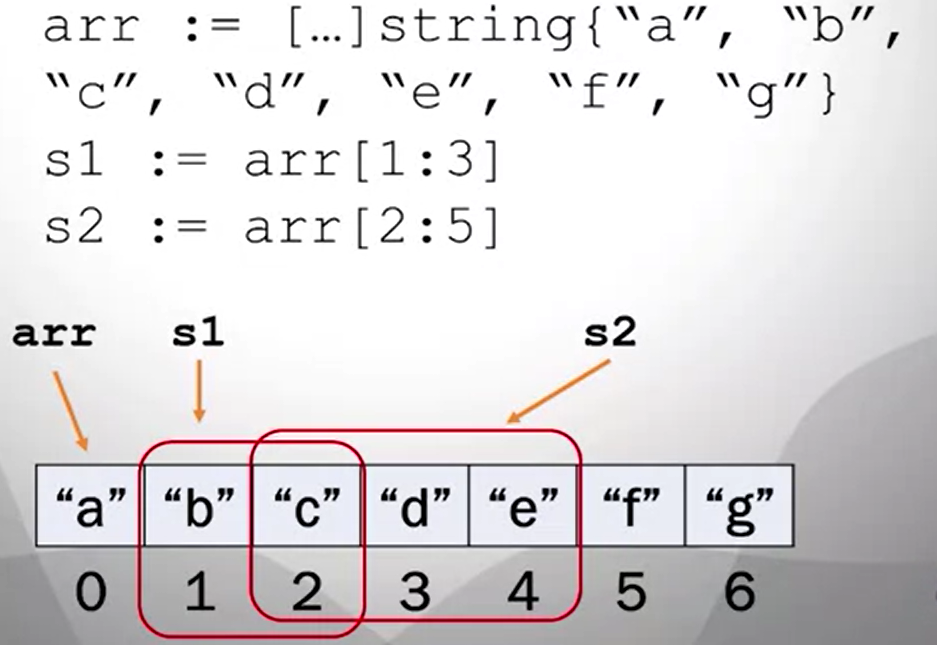 arr := […]string{“a”, “b”,
“c”, “d”, “e”, “f”, “g”}
s1 := arr[1:3]
s2 := arr[2:5]
arr s1 s2
“a” “b” “c” “d” “e” “f” “g”
0 1 2 3 4 5 6